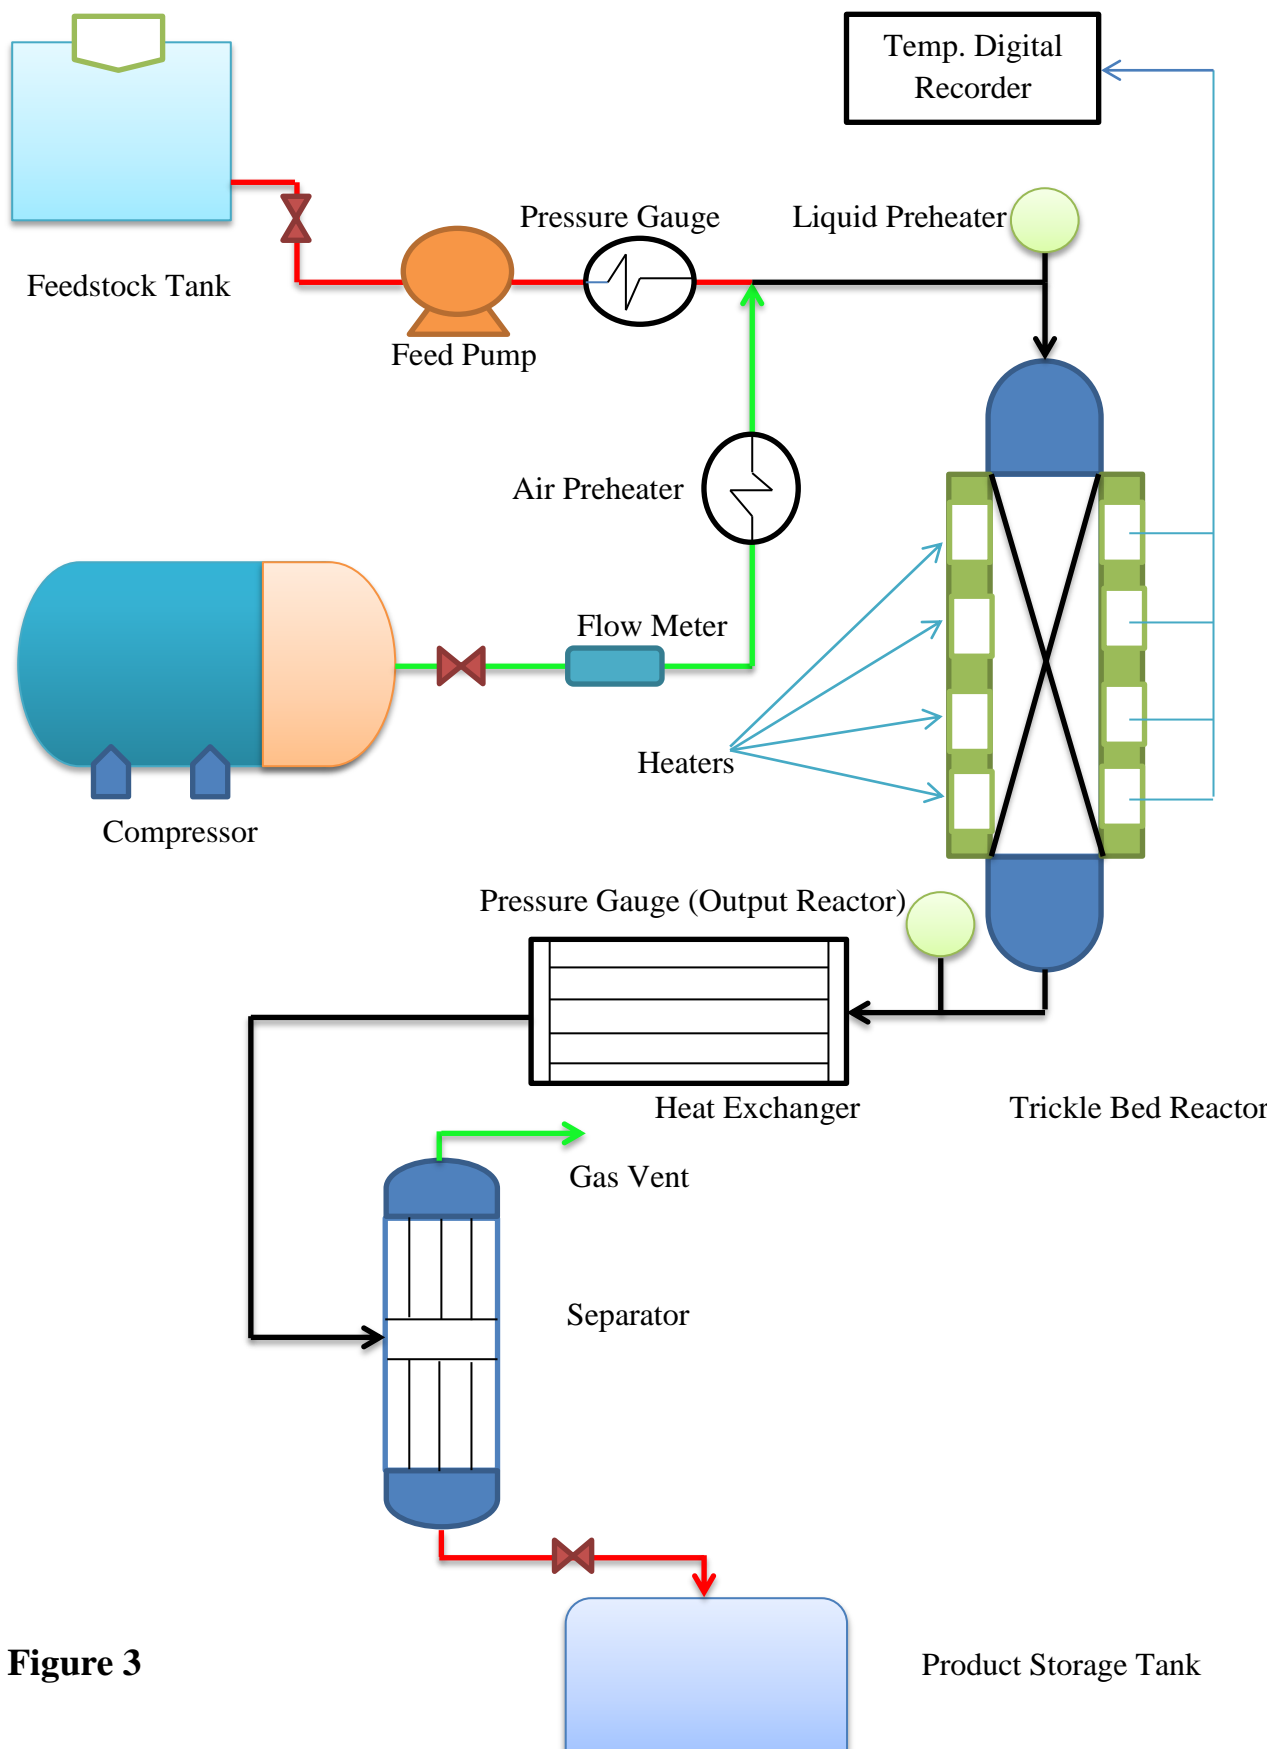 Temp. Digital
Recorder
Pressure Gauge
Liquid Preheater
Feedstock Tank
Feed Pump
Air Preheater
Flow Meter
Heaters
Compressor
Pressure Gauge (Output Reactor)
Heat Exchanger
Trickle Bed Reactor
Gas Vent
Separator
Figure 3
Product Storage Tank